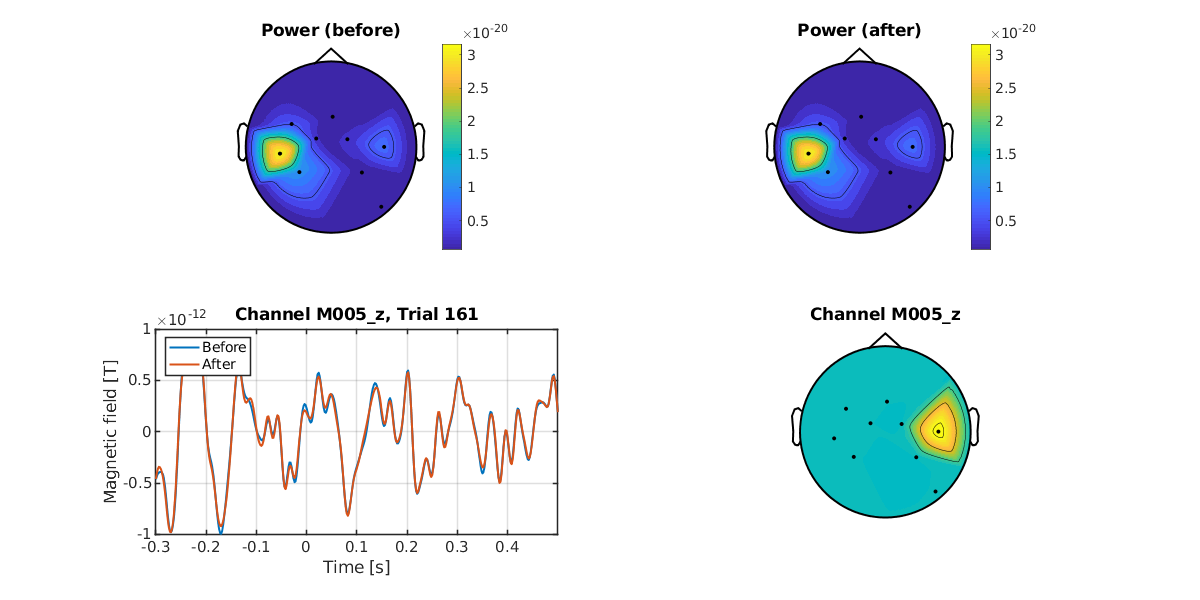 Power (before)
×10-20
3
2.5
2
1.5
1
0.5
Power (after)
×10-20
3
2.5
2
1.5
1
0.5
Channel M005_z, Trial 161
×10-12
1
0.5
0
-0.5
-1
Magnetic field [T]
Before
After
-0.3 -0.2 -0.1 0 0.1 0.2 0.3 0.4
Time [s]
Channel M005_z